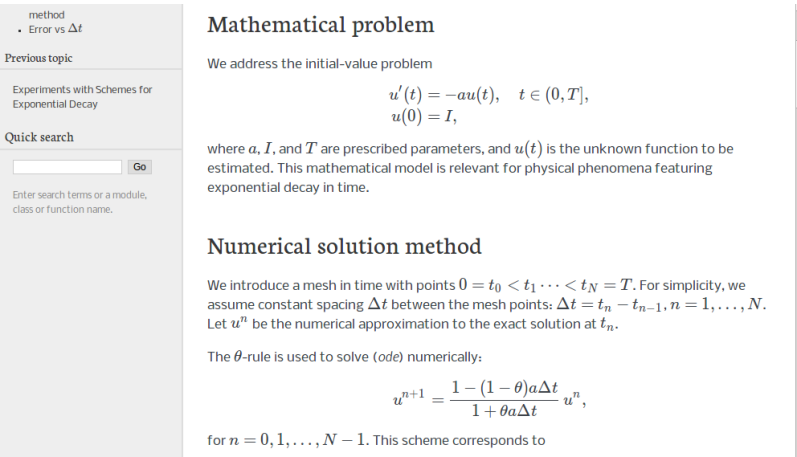 method
• Error vs Δt
Previous topic
Experiments with Schemes for
Exponential Decay
Quick search
Go
Enter search terms or a module,
class or function name.
Mathematical problem
We address the initial-value problem
u′(t) = −au(t), t ∈ (0, T],
u(0) = I,
where a, I, and T are prescribed parameters, and u(t) is the unknown function to be
estimated. This mathematical model is relevant for physical phenomena featuring
exponential decay in time.
Numerical solution method
We introduce a mesh in time with points 0 = t₀ < t₁ ⋯ < t_N = T. For simplicity, we
assume constant spacing Δt between the mesh points: Δt = tₙ − tₙ₋₁, n = 1, …, N.
Let uⁿ be the numerical approximation to the exact solution at tₙ.
The θ-rule is used to solve (ode) numerically:
uⁿ⁺¹ = (1 − (1 − θ)aΔt)/(1 + θaΔt) uⁿ,
for n = 0, 1, …, N − 1. This scheme corresponds to